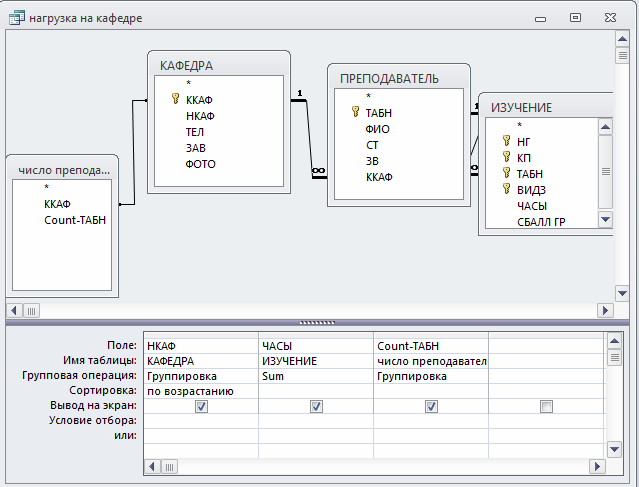 нагрузка на кафедре
КАФЕДРА
*
ККАФ
НКАФ
ТЕЛ
ЗАВ
ФОТО
1
∞
ПРЕПОДАВАТЕЛЬ
*
ТАБН
ФИО
СТ
ЗВ
ККАФ
1
∞
ИЗУЧЕНИЕ
*
НГ
КП
ТАБН
ВИДЗ
ЧАСЫ
СБАЛЛ ГР
число препода...
*
ККАФ
Count-ТАБН
Поле: НКАФ ЧАСЫ Count-ТАБН
Имя таблицы: КАФЕДРА ИЗУЧЕНИЕ число преподавател
Групповая операция: Группировка Sum Группировка
Сортировка: по возрастанию
Вывод на экран:
Условие отбора:
или: